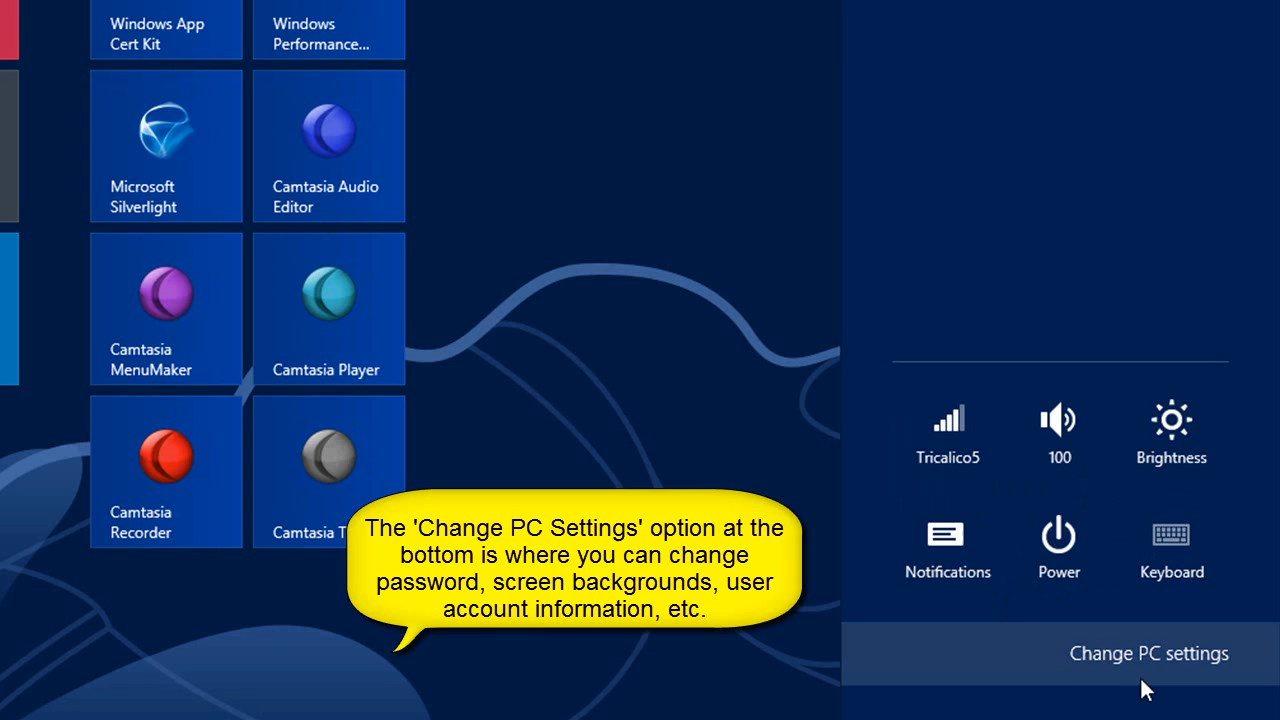 Windows App
Cert Kit
Windows
Performance...
Microsoft
Silverlight
Camtasia Audio
Editor
Camtasia
MenuMaker
Camtasia Player
Camtasia
Recorder
Camtasia T
The 'Change PC Settings' option at the
bottom is where you can change
password, screen backgrounds, user
account information, etc.
Tricalico5
100
Brightness
Notifications
Power
Keyboard
Change PC settings